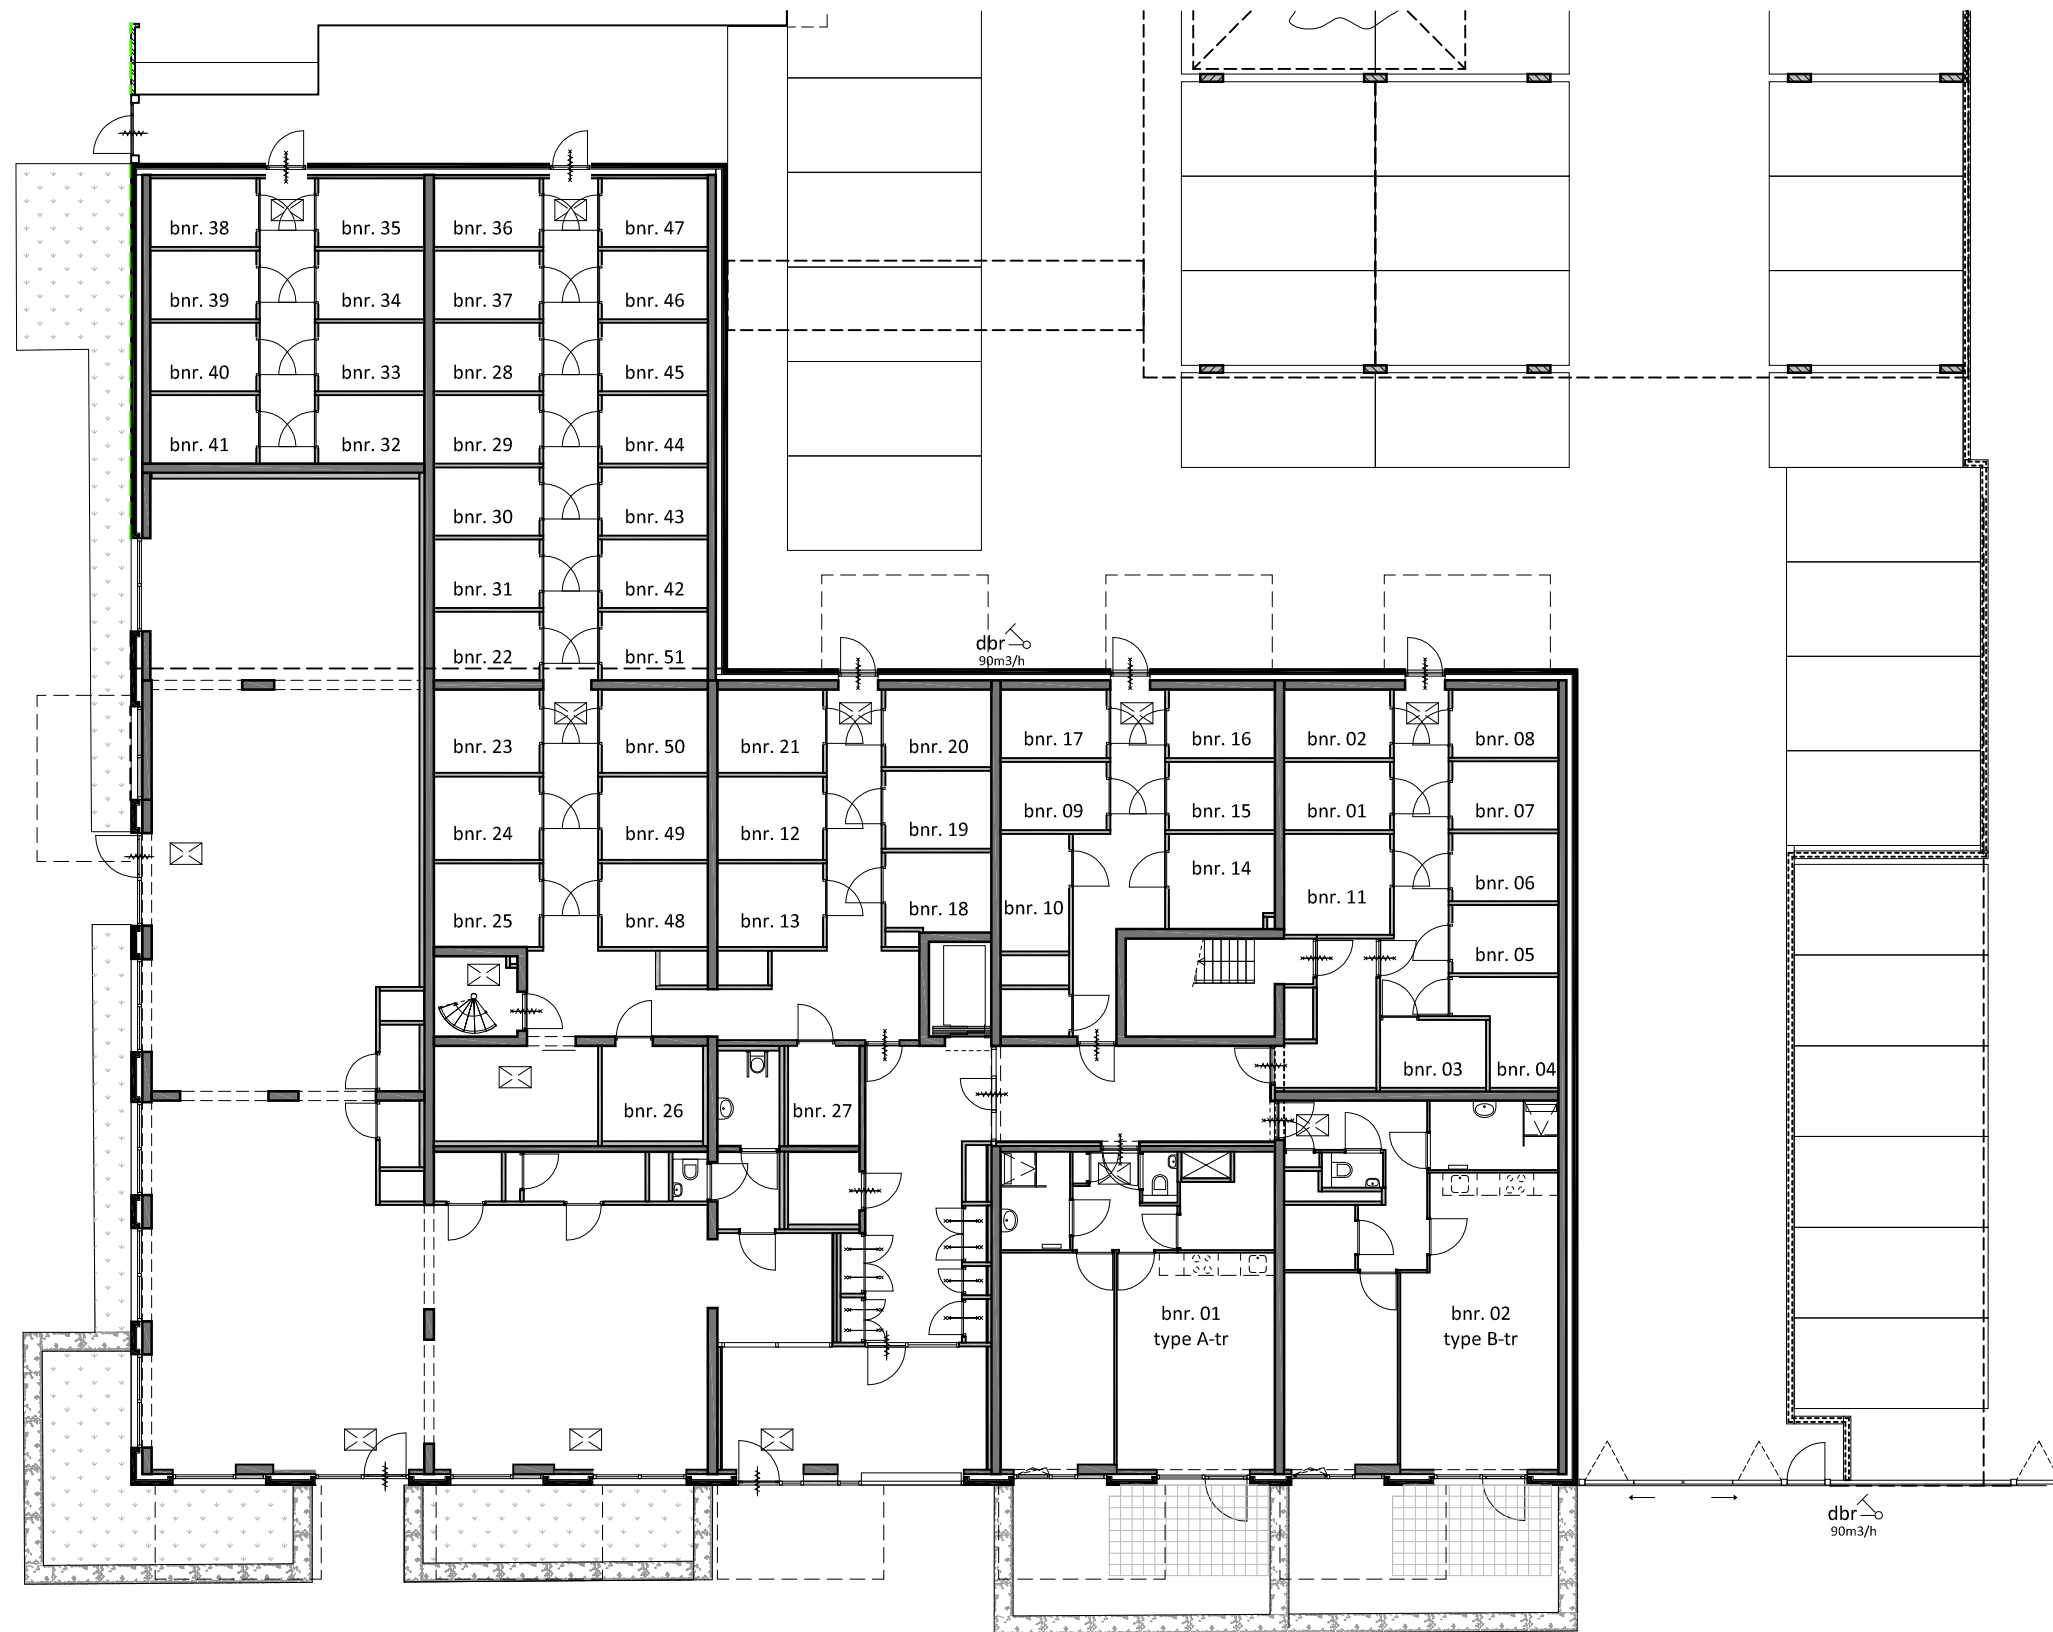 bnr. 38
bnr. 35
bnr. 36
bnr. 47
bnr. 39
bnr. 34
bnr. 37
bnr. 46
bnr. 40
bnr. 33
bnr. 28
bnr. 45
bnr. 41
bnr. 32
bnr. 29
bnr. 44
bnr. 30
bnr. 43
bnr. 31
bnr. 42
bnr. 22
bnr. 51
dbr
90m3/h
bnr. 23
bnr. 50
bnr. 21
bnr. 20
bnr. 17
bnr. 16
bnr. 02
bnr. 08
bnr. 24
bnr. 49
bnr. 12
bnr. 19
bnr. 09
bnr. 15
bnr. 01
bnr. 07
bnr. 25
bnr. 48
bnr. 13
bnr. 18
bnr. 10
bnr. 14
bnr. 11
bnr. 06
bnr. 05
bnr. 26
bnr. 27
bnr. 03
bnr. 04
bnr. 01
type A-tr
bnr. 02
type B-tr
dbr
90m3/h